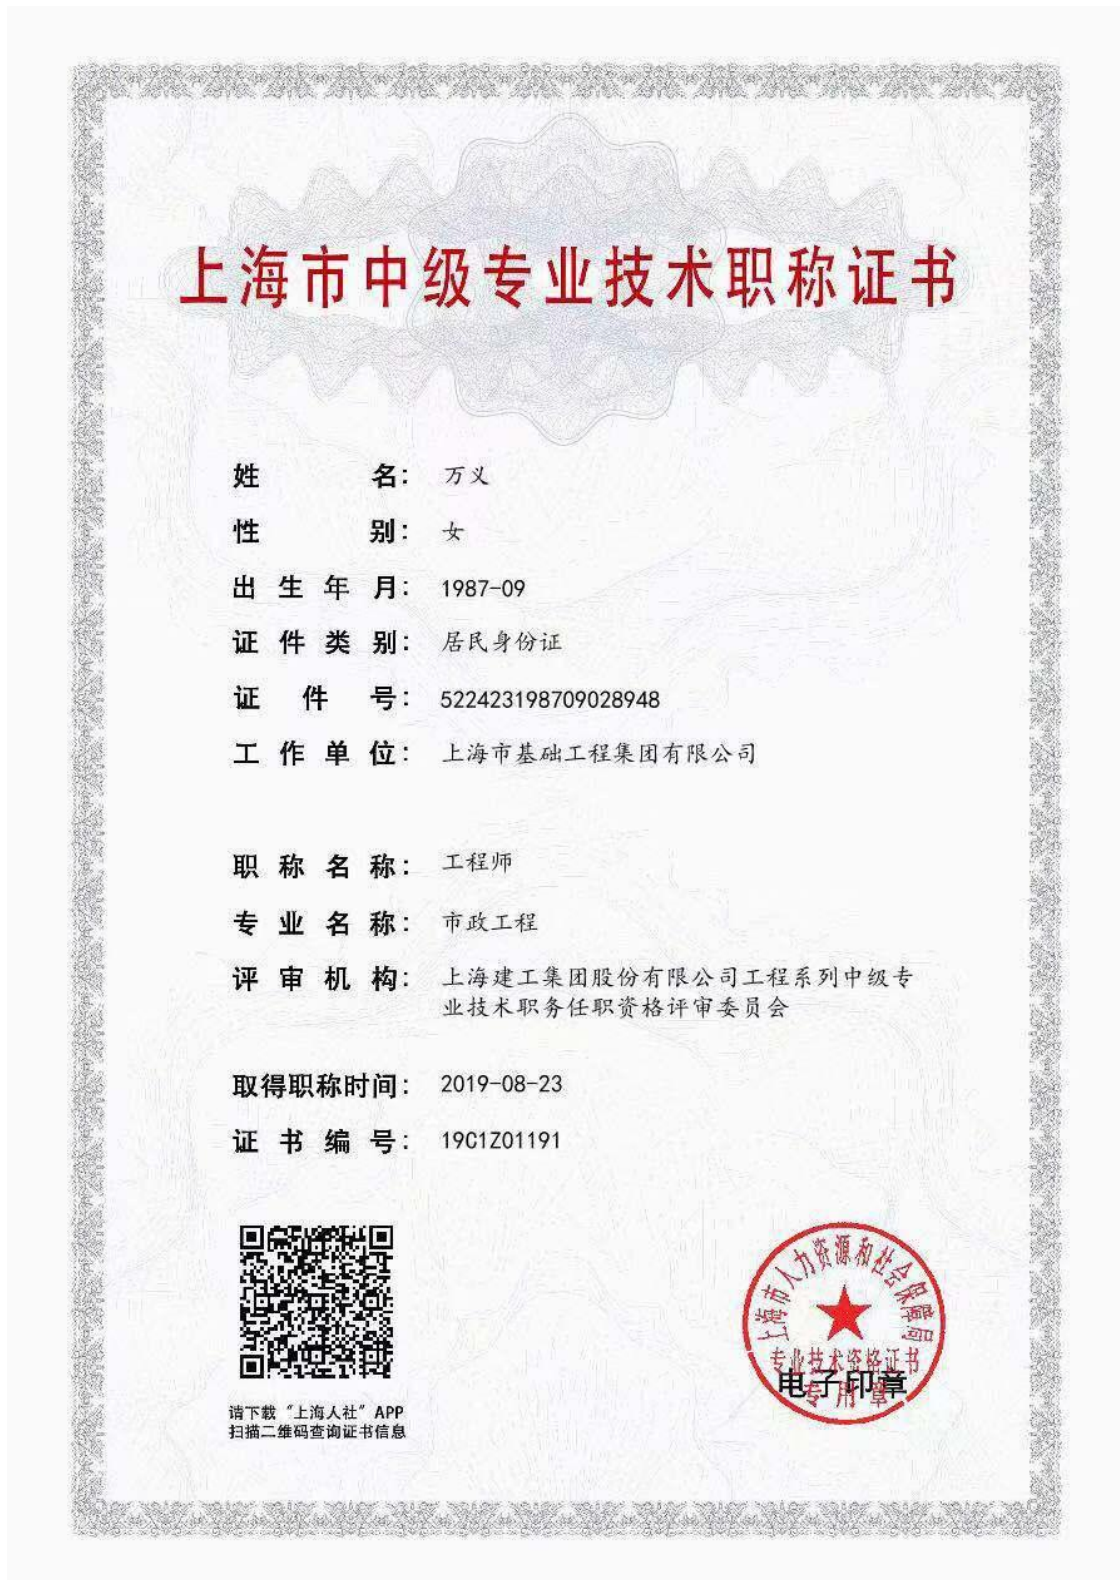 上海市中级专业技术职称证书
姓名： 万义
性别： 女
出生年月： 1987-09
证件类别： 居民身份证
证件号： 522423198709028948
工作单位： 上海市基础工程集团有限公司
职称名称： 工程师
专业名称： 市政工程
评审机构： 上海建工集团股份有限公司工程系列中级专
业技术职务任职资格评审委员会
取得职称时间： 2019-08-23
证书编号： 19C1Z01191
请下载“上海人社”APP
扫描二维码查询证书信息
上海市人力资源和社会保障局
专业技术资格证书
电子印章
专用章